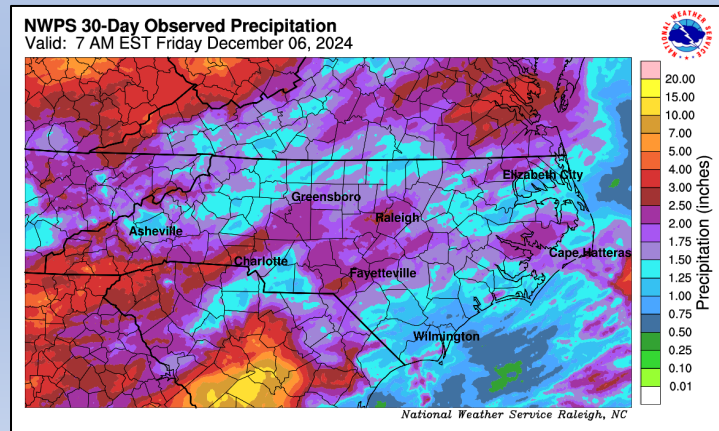 NWPS 30-Day Observed Precipitation
Valid: 7 AM EST Friday December 06, 2024
NATIONAL WEATHER SERVICE
Elizabeth City
Greensboro
Raleigh
Asheville
Cape Hatteras
Charlotte
Fayetteville
Wilmington
20.00
15.00
10.00
7.00
5.00
4.00
3.00
2.50
2.00
1.75
1.50
1.25
1.00
0.75
0.50
0.25
0.10
0.01
Precipitation (inches)
National Weather Service Raleigh, NC